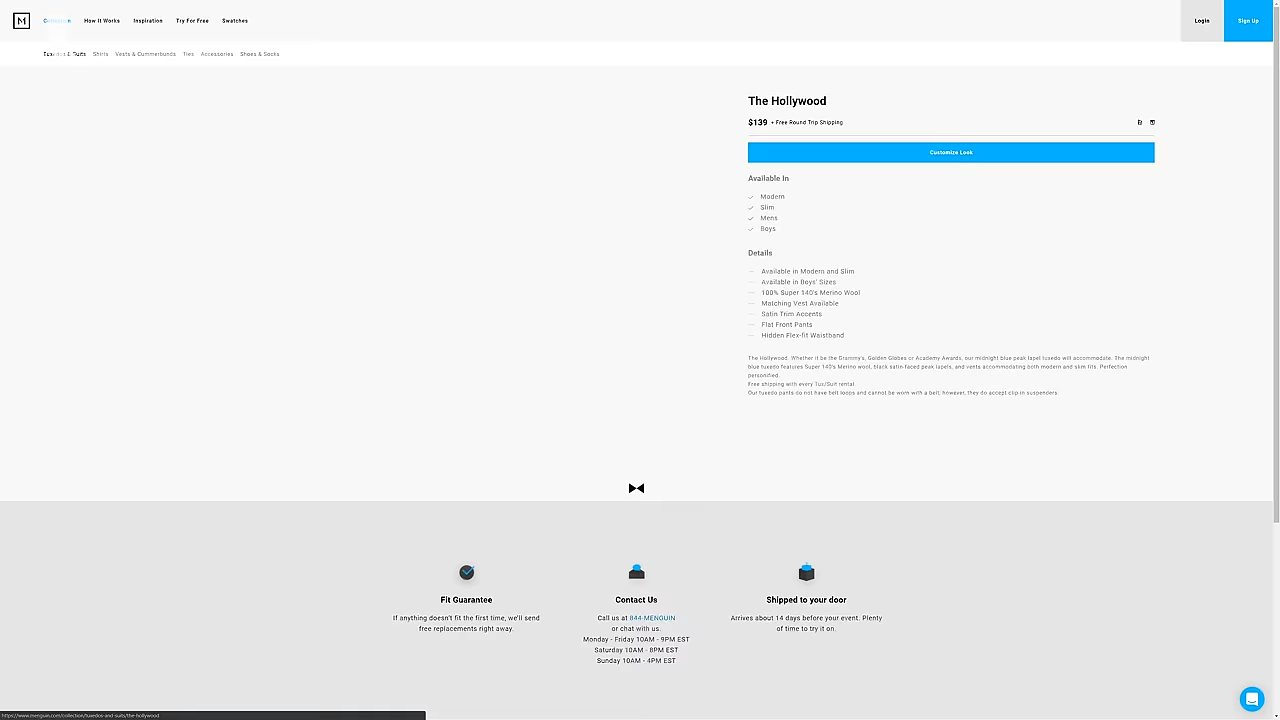 M
Collection How It Works Inspiration Try For Free Swatches
Login Sign Up
Tuxedos & Suits Shirts Vests & Cummerbunds Ties Accessories Shoes & Socks
The Hollywood
$139 + Free Round Trip Shipping
Customize Look
Available In
Modern
Slim
Mens
Boys
Details
Available in Modern and Slim
Available in Boys' Sizes
100% Super 140's Merino Wool
Matching Vest Available
Satin Trim Accents
Flat Front Pants
Hidden Flex-fit Waistband
The Hollywood. Whether it be the Grammy's, Golden Globes or Academy Awards, our midnight blue peak lapel tuxedo will accommodate. The midnight
blue tuxedo features Super 140's Merino wool, black satin-faced peak lapels, and vents accommodating both modern and slim fits. Perfection
personified.
Free shipping with every Tux/Suit rental.
Our tuxedo pants do not have belt loops and cannot be worn with a belt; however, they do accept clip-in suspenders.
Fit Guarantee
If anything doesn't fit the first time, we'll send
free replacements right away.
Contact Us
Call us at 844-MENGUIN
or chat with us.
Monday - Friday 10AM - 9PM EST
Saturday 10AM - 8PM EST
Sunday 10AM - 4PM EST
Shipped to your door
Arrives about 14 days before your event. Plenty
of time to try it on.
https://www.menguin.com/collection/tuxedos-and-suits/the-hollywood